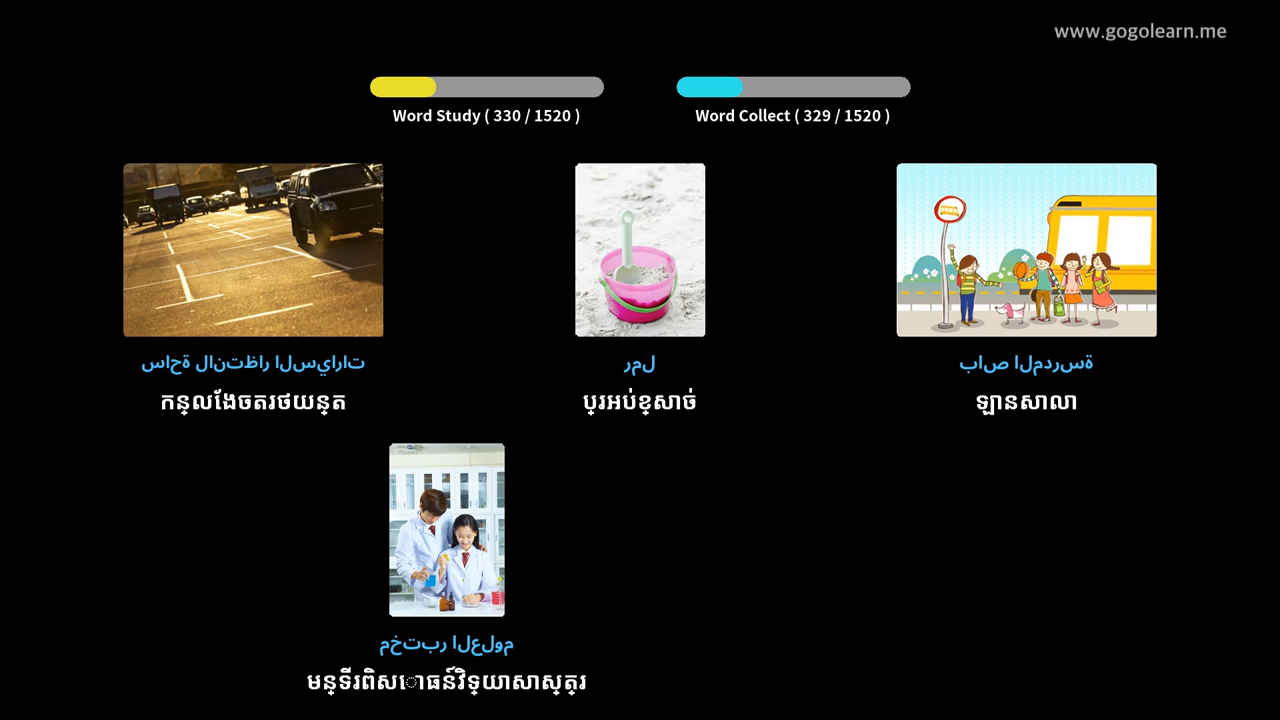 www.gogolearn.me
Word Study ( 330 / 1520 )
Word Collect ( 329 / 1520 )
ساحة لانتظار السيارات
កន្លែងចតរថយន្ត
رمل
ប្រអប់ខ្សាច់
باص المدرسة
ឡានសាលា
مختبر العلوم
មន្ទីរពិសោធន៍វិទ្យាសាស្ត្រ